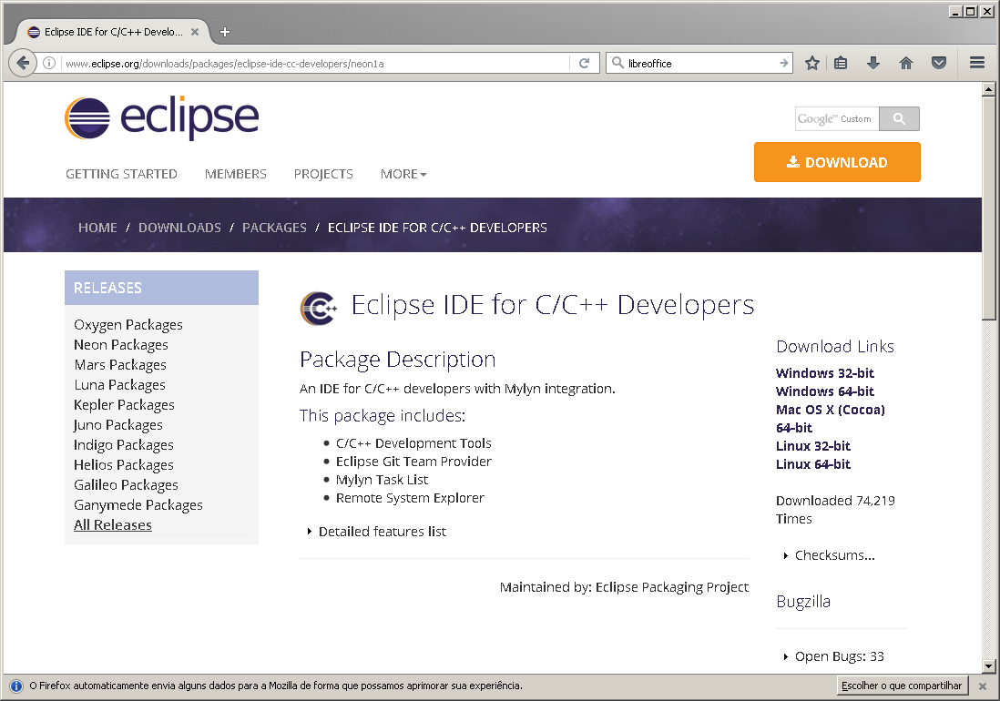 Eclipse IDE for C/C++ Develo...
www.eclipse.org/downloads/packages/eclipse-ide-cc-developers/neon1a
libreoffice
eclipse
Google™ Custom
GETTING STARTED MEMBERS PROJECTS MORE
DOWNLOAD
HOME / DOWNLOADS / PACKAGES / ECLIPSE IDE FOR C/C++ DEVELOPERS
RELEASES
Oxygen Packages
Neon Packages
Mars Packages
Luna Packages
Kepler Packages
Juno Packages
Indigo Packages
Helios Packages
Galileo Packages
Ganymede Packages
All Releases
C/C++
Eclipse IDE for C/C++ Developers
Package Description
An IDE for C/C++ developers with Mylyn integration.
This package includes:
C/C++ Development Tools
Eclipse Git Team Provider
Mylyn Task List
Remote System Explorer
Detailed features list
Maintained by: Eclipse Packaging Project
Download Links
Windows 32-bit
Windows 64-bit
Mac OS X (Cocoa)
64-bit
Linux 32-bit
Linux 64-bit
Downloaded 74,219
Times
Checksums...
Bugzilla
Open Bugs: 33
O Firefox automaticamente envia alguns dados para a Mozilla de forma que possamos aprimorar sua experiência.
Escolher o que compartilhar